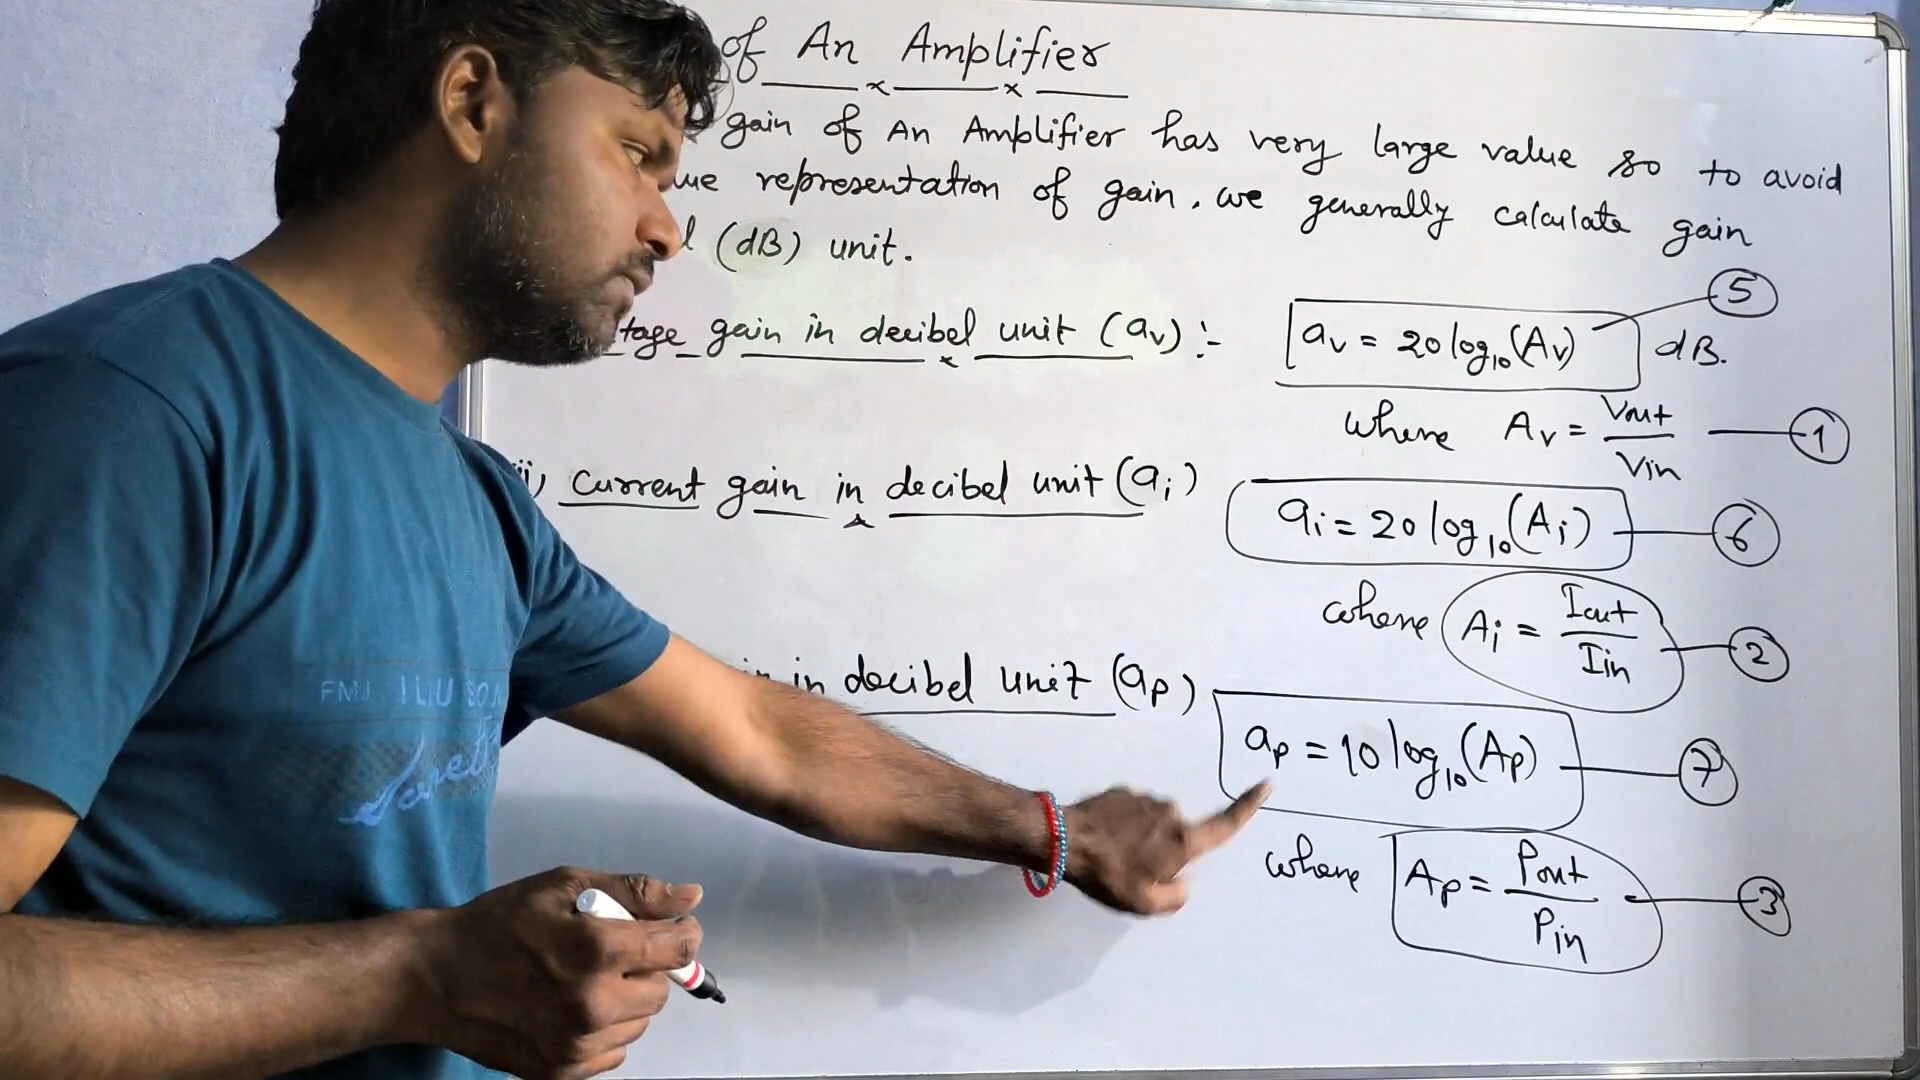 of An Amplifier
gain of An Amplifier has very large value so to avoid
representation of gain, we generally calculate gain
(dB) unit.
⑤
tage gain in decibel unit (av) :- av = 20 log10(Av) dB.
where Av = Vout/Vin ①
ii) Current gain in decibel unit (ai) ai = 20 log10(Ai) ⑥
where Ai = Iout/Iin ②
in decibel unit (ap) ap = 10 log10(Ap) ⑦
where Ap = Pout/Pin ③
FMJ